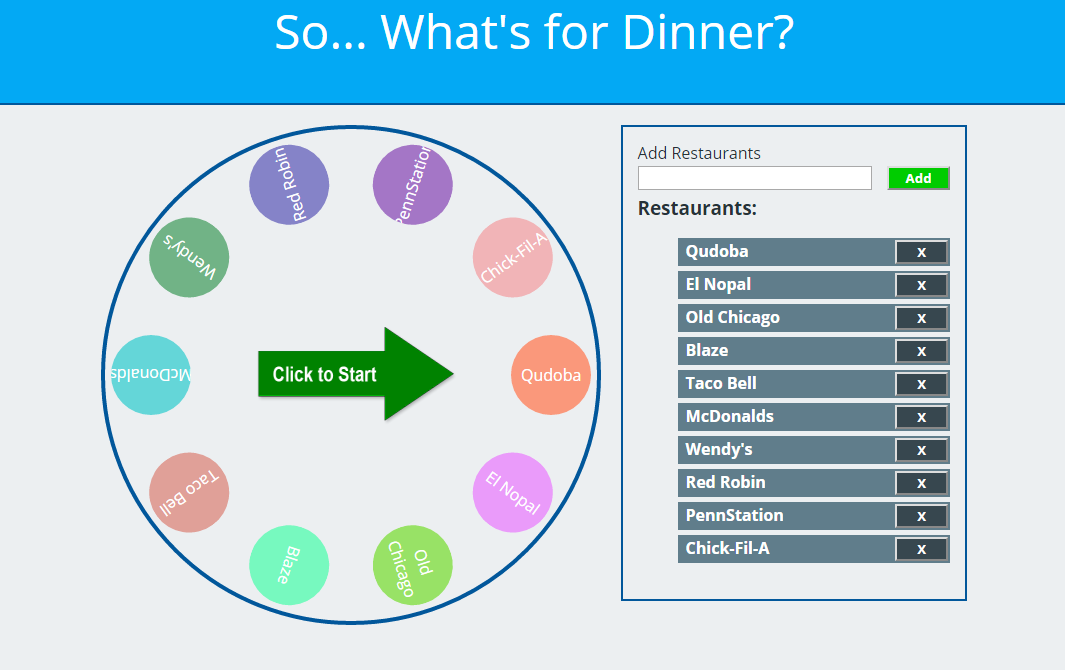 So... What's for Dinner?
Red Robin
PennStation
Wendy's
Chick-Fil-A
McDonalds
Click to Start
Qudoba
Taco Bell
El Nopal
Blaze
Old
Chicago
Add Restaurants
Add
Restaurants:
Qudoba X
El Nopal X
Old Chicago X
Blaze X
Taco Bell X
McDonalds X
Wendy's X
Red Robin X
PennStation X
Chick-Fil-A X